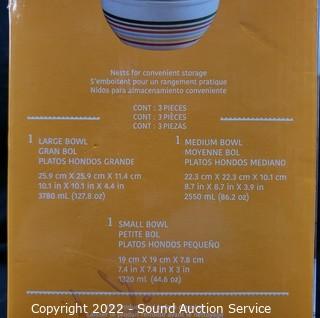 Nests for convenient storage
S'emboitent pour un rangement pratique
Nidos para almacenamiento conveniente
CONT : 3 PIECES
CONT : 3 PIÈCES
CONT : 3 PIEZAS
1 LARGE BOWL
GRAN BOL
PLATOS HONDOS GRANDE
25.9 cm X 25.9 cm X 11.4 cm
10.1 in X 10.1 in X 4.4 in
3780 mL (127.8 oz)
1 MEDIUM BOWL
MOYENNE BOL
PLATOS HONDOS MEDIANO
22.3 cm X 22.3 cm X 10.1 cm
8.7 in X 8.7 in X 3.9 in
2550 mL (86.2 oz)
1 SMALL BOWL
PETITE BOL
PLATOS HONDOS PEQUEÑO
19 cm X 19 cm X 7.8 cm
7.4 in X 7.4 in X 3 in
1320 mL (44.6 oz)
Copyright 2022 - Sound Auction Service